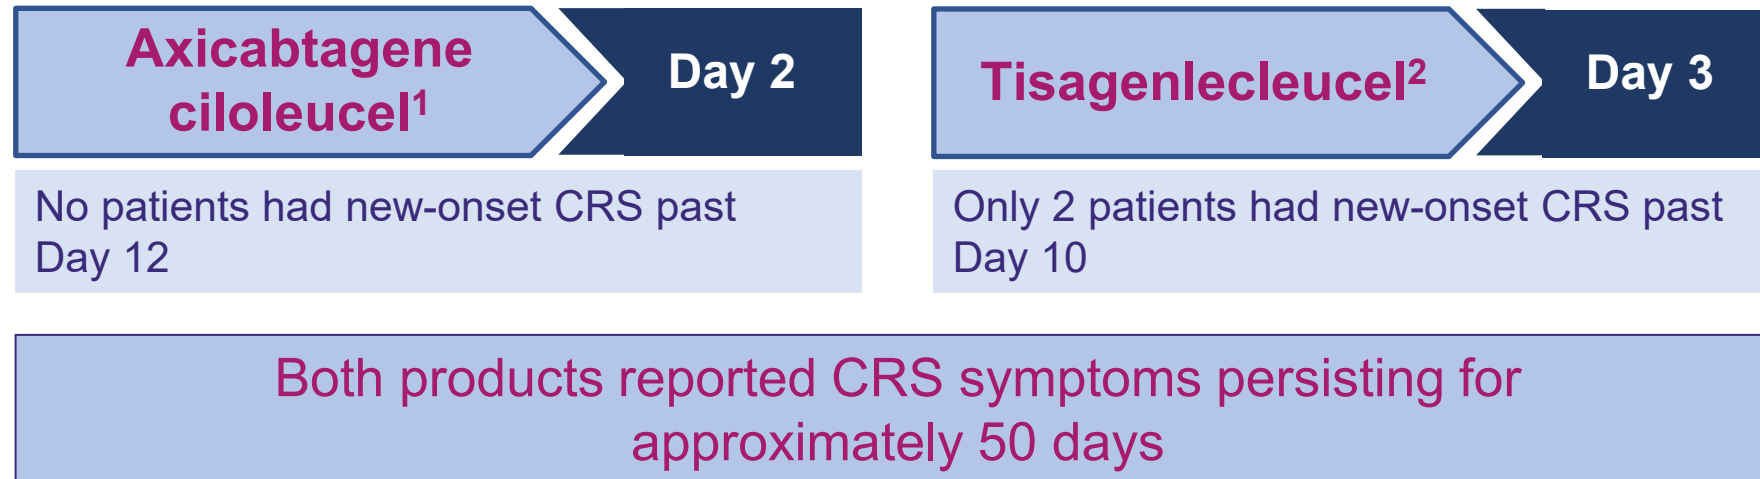 Axicabtagene
ciloleucel¹
Day 2
No patients had new-onset CRS past
Day 12
Tisagenlecleucel²
Day 3
Only 2 patients had new-onset CRS past
Day 10
Both products reported CRS symptoms persisting for
approximately 50 days